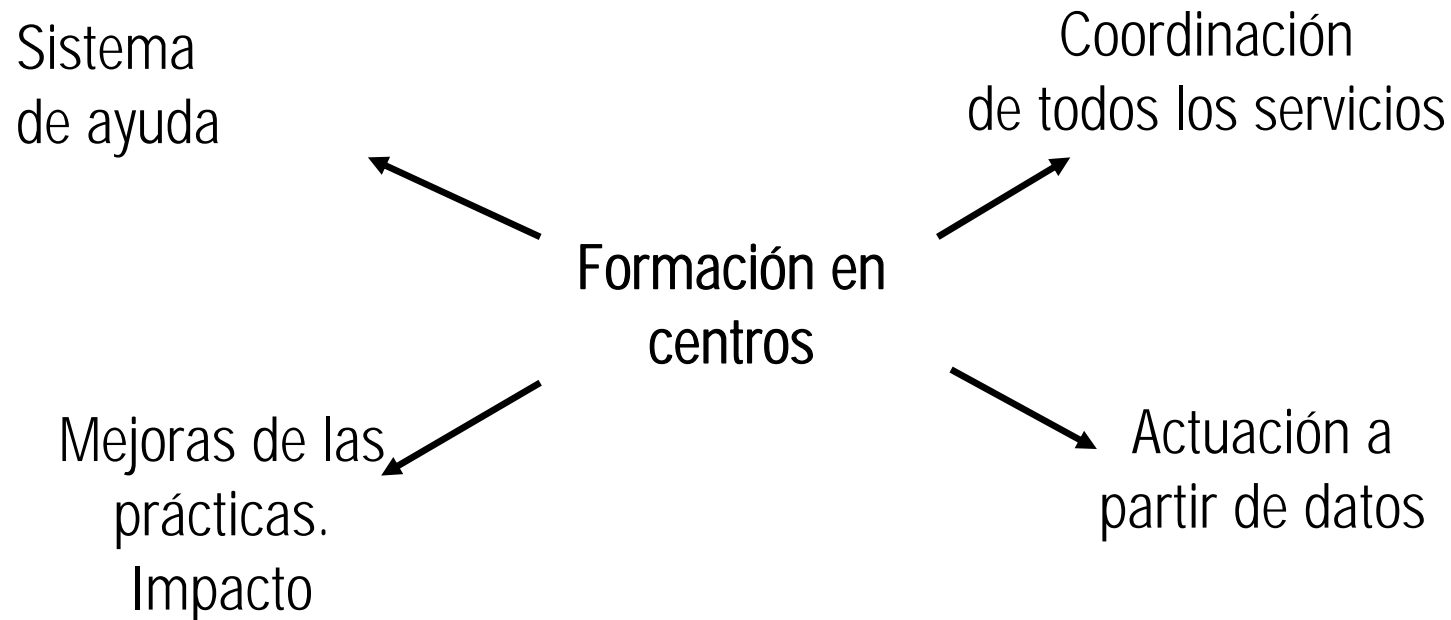 Sistema
de ayuda
Coordinación
de todos los servicios
Formación en
centros
Mejoras de las
prácticas.
Impacto
Actuación a
partir de datos